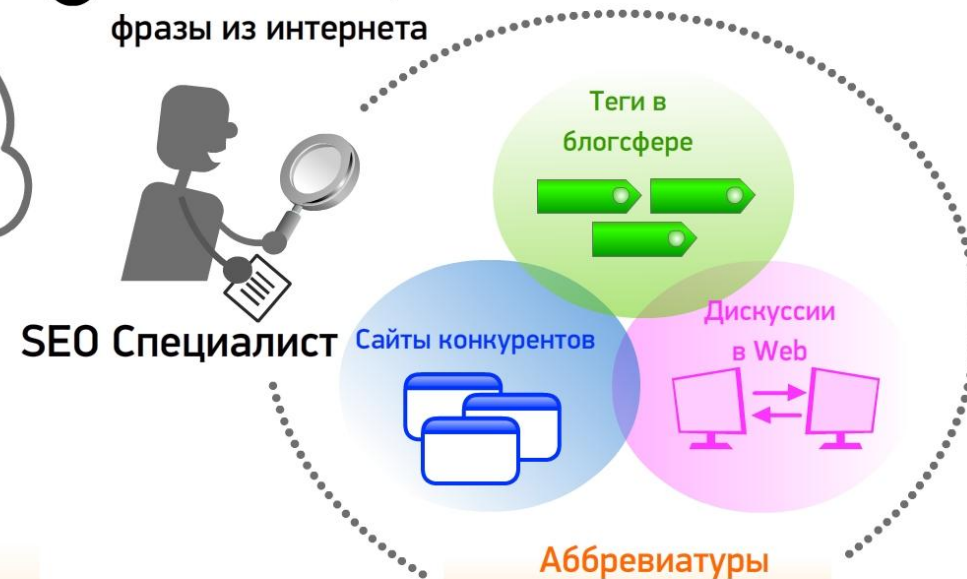 фразы из интернета
Теги в
блогсфере
SEO Специалист
Сайты конкурентов
Дискуссии
в Web
Аббревиатуры